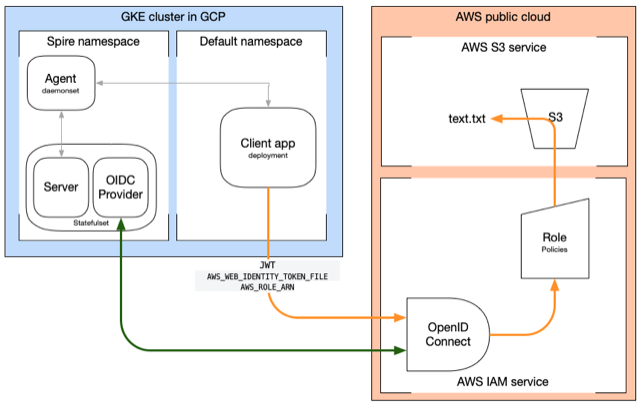 GKE cluster in GCP
Spire namespace
Default namespace
Agent
daemonset
Client app
deployment
Server
OIDC
Provider
Statefulset
JWT
AWS_WEB_IDENTITY_TOKEN_FILE
AWS_ROLE_ARN
AWS public cloud
AWS S3 service
text.txt
S3
Role
Policies
OpenID
Connect
AWS IAM service